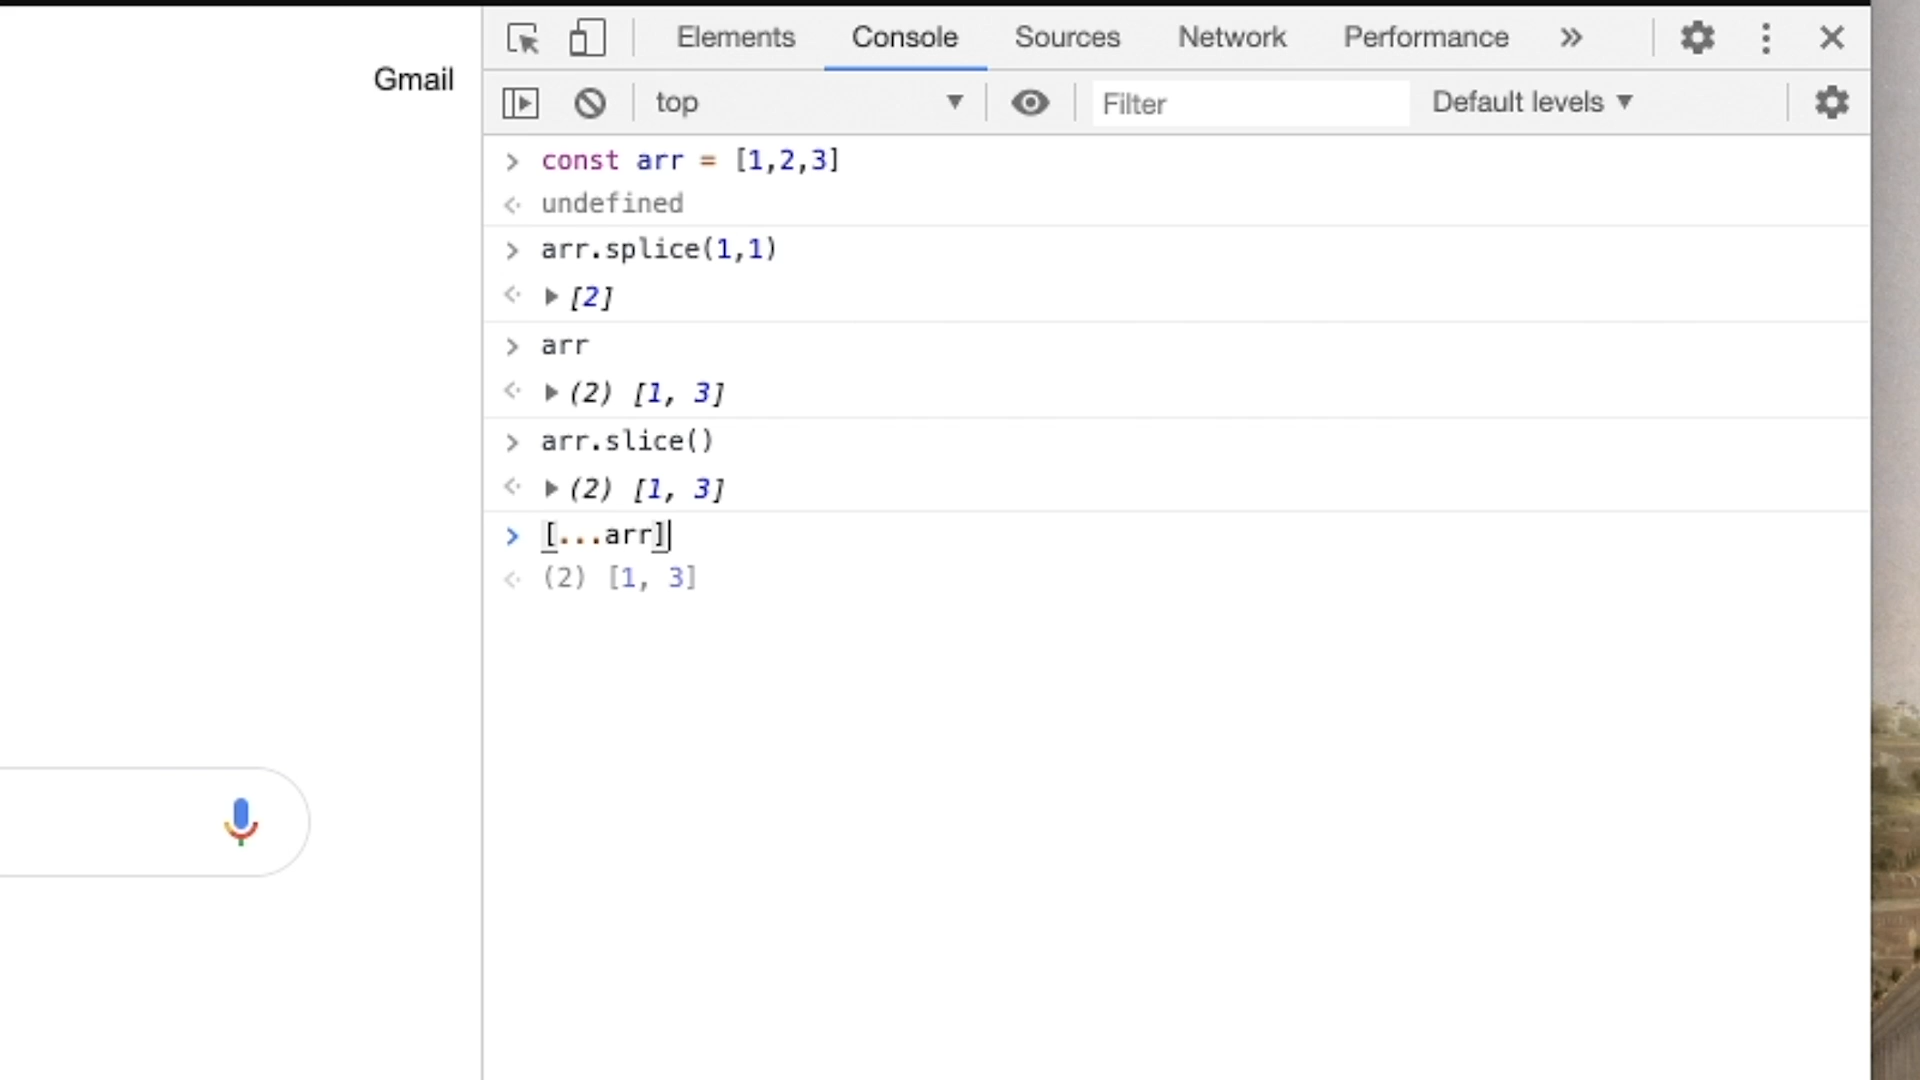 Gmail
Elements Console Sources Network Performance
top Filter Default levels
const arr = [1,2,3]
undefined
arr.splice(1,1)
[2]
arr
(2) [1, 3]
arr.slice()
(2) [1, 3]
[...arr]
(2) [1, 3]